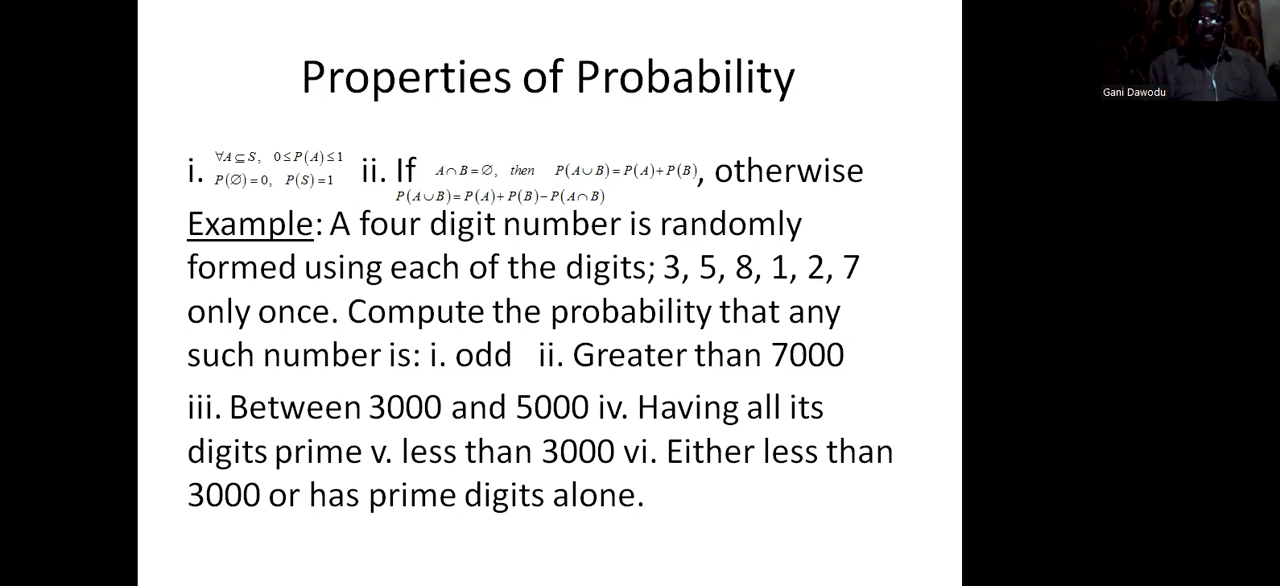 Properties of Probability
Gani Dawodu
i. ∀A⊆S, 0≤P(A)≤1
P(∅)=0, P(S)=1 ii. If A∩B=∅, then P(A∪B)=P(A)+P(B), otherwise
P(A∪B)=P(A)+P(B)−P(A∩B)
Example: A four digit number is randomly
formed using each of the digits; 3, 5, 8, 1, 2, 7
only once. Compute the probability that any
such number is: i. odd ii. Greater than 7000
iii. Between 3000 and 5000 iv. Having all its
digits prime v. less than 3000 vi. Either less than
3000 or has prime digits alone.